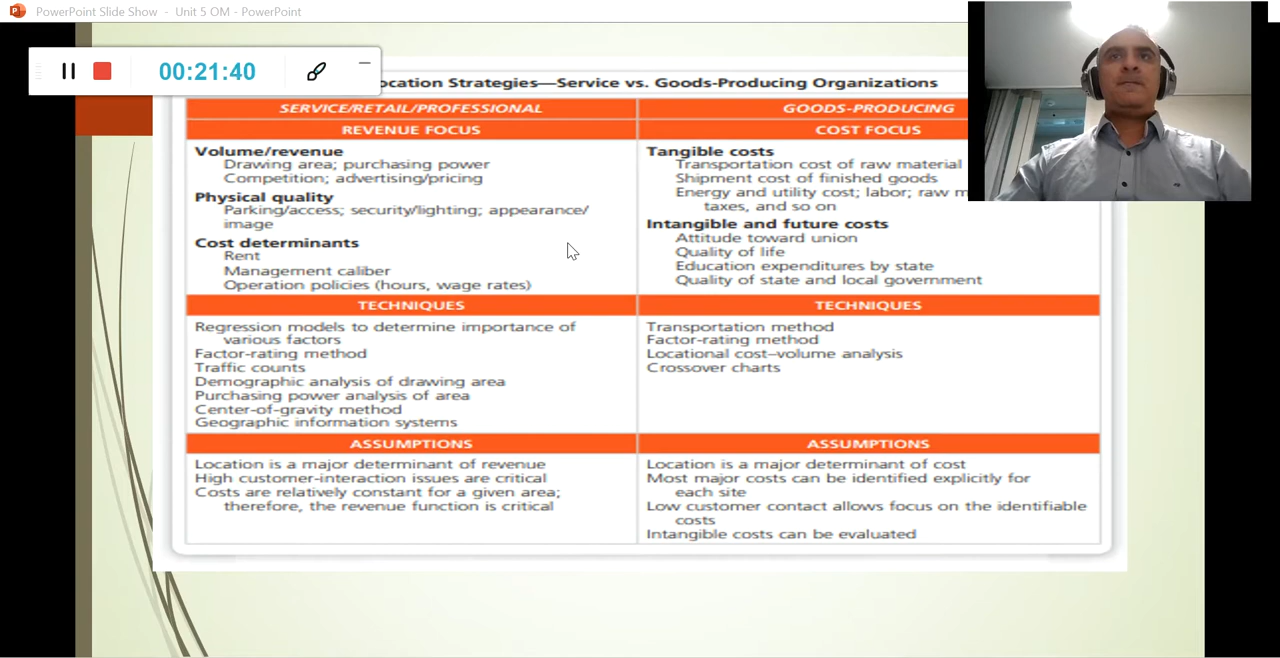 PowerPoint Slide Show - Unit 5 OM - PowerPoint
00:21:40
Strategies—Service vs. Goods-Producing Organizations
SERVICE/RETAIL/PROFESSIONAL
REVENUE FOCUS
Volume/revenue
Drawing area; purchasing power
Competition; advertising/pricing
Physical quality
Parking/access; security/lighting; appearance/
image
Cost determinants
Rent
Management caliber
Operation policies (hours, wage rates)
TECHNIQUES
Regression models to determine importance of
various factors
Factor-rating method
Traffic counts
Demographic analysis of drawing area
Purchasing power analysis of area
Center-of-gravity method
Geographic information systems
ASSUMPTIONS
Location is a major determinant of revenue
High customer-interaction issues are critical
Costs are relatively constant for a given area;
therefore, the revenue function is critical
GOODS-PRODUCING
COST FOCUS
Tangible costs
Transportation cost of raw material
Shipment cost of finished goods
Energy and utility cost; labor; raw
taxes, and so on
Intangible and future costs
Attitude toward union
Quality of life
Education expenditures by state
Quality of state and local government
TECHNIQUES
Transportation method
Factor-rating method
Locational cost–volume analysis
Crossover charts
ASSUMPTIONS
Location is a major determinant of cost
Most major costs can be identified explicitly for
each site
Low customer contact allows focus on the identifiable
costs
Intangible costs can be evaluated